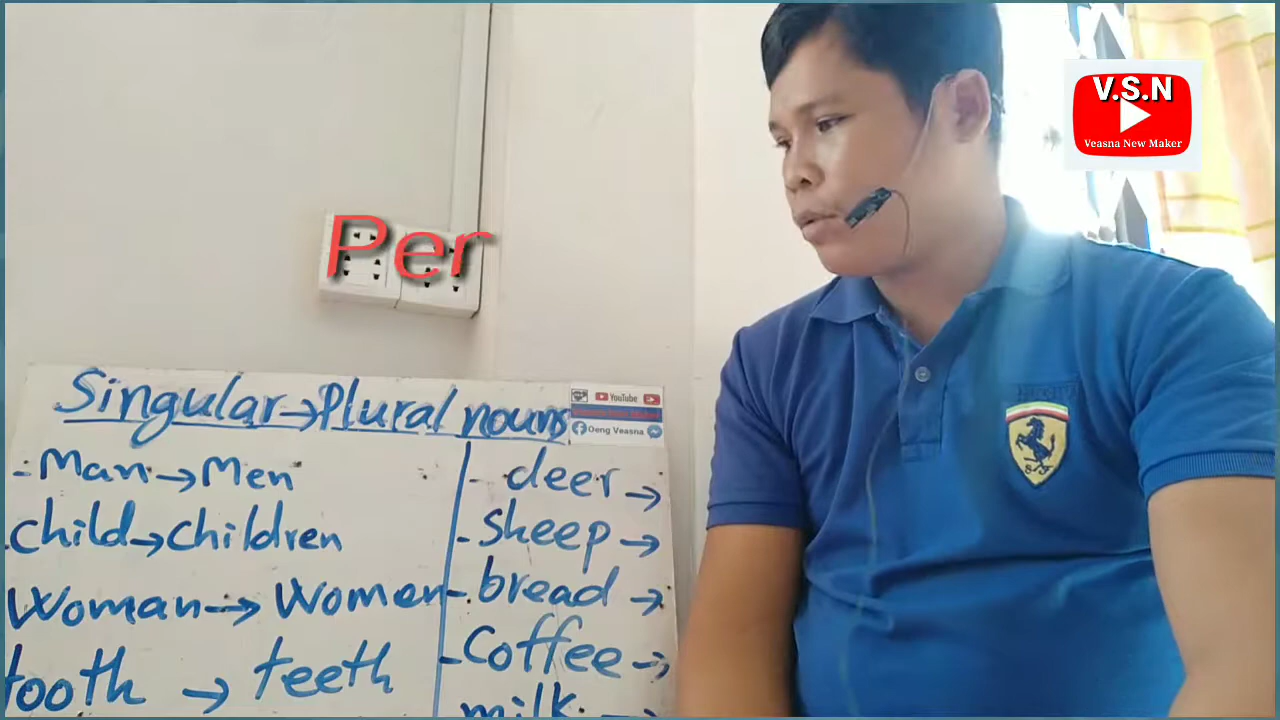 V.S.N
Veasna New Maker
Per
Singular→Plural nouns
YouTube
Oeng Veasna
- Man → Men
- child → children
Woman → Women
tooth → teeth
- deer →
- Sheep →
- bread →
- Coffee →
milk →